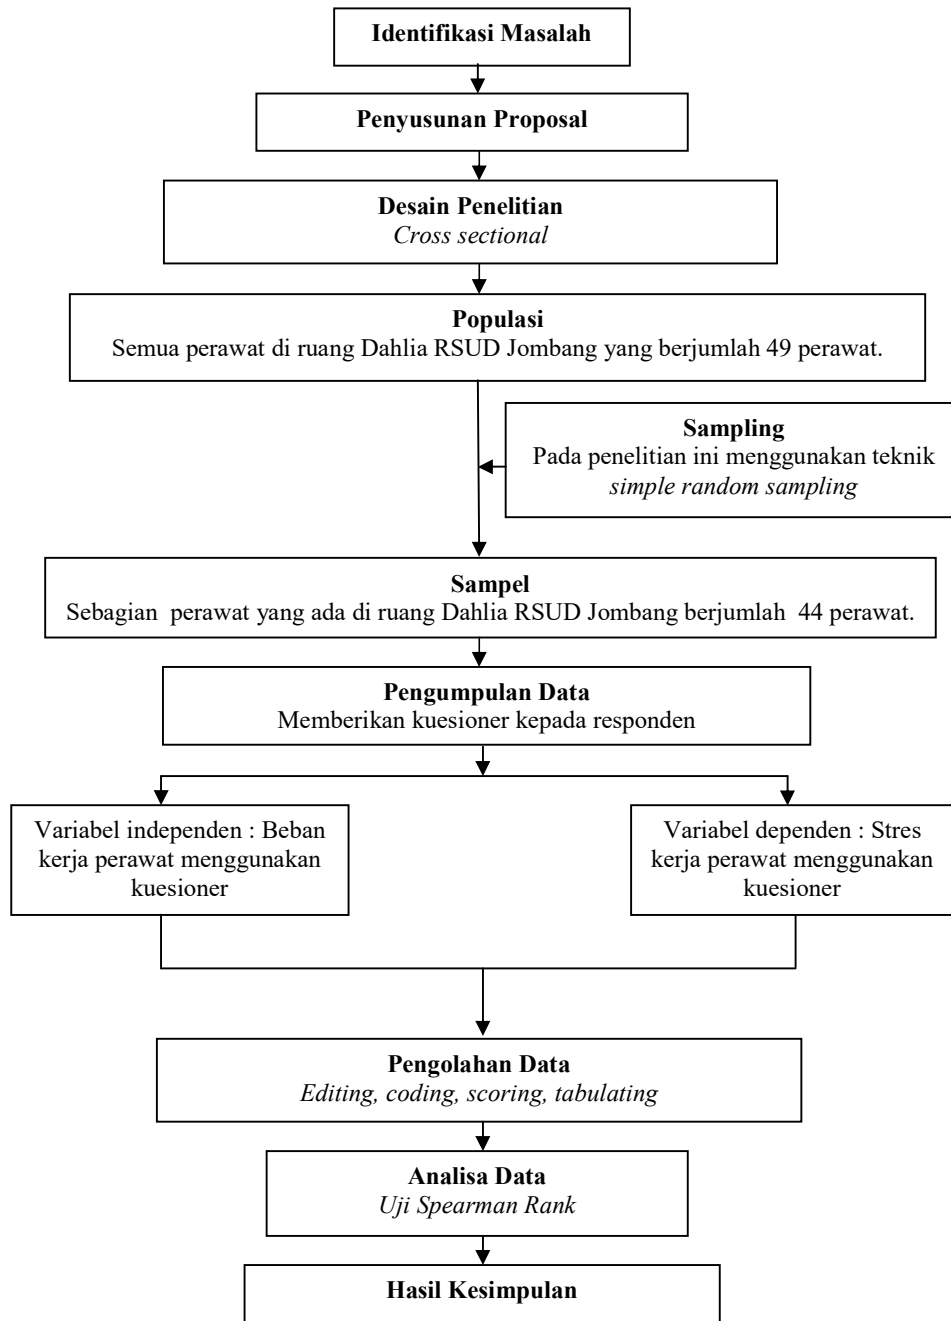 Identifikasi Masalah
Penyusunan Proposal
Desain Penelitian
Cross sectional
Populasi
Semua perawat di ruang Dahlia RSUD Jombang yang berjumlah 49 perawat.
Sampling
Pada penelitian ini menggunakan teknik
simple random sampling
Sampel
Sebagian perawat yang ada di ruang Dahlia RSUD Jombang berjumlah 44 perawat.
Pengumpulan Data
Memberikan kuesioner kepada responden
Variabel independen : Beban
kerja perawat menggunakan
kuesioner
Variabel dependen : Stres
kerja perawat menggunakan
kuesioner
Pengolahan Data
Editing, coding, scoring, tabulating
Analisa Data
Uji Spearman Rank
Hasil Kesimpulan